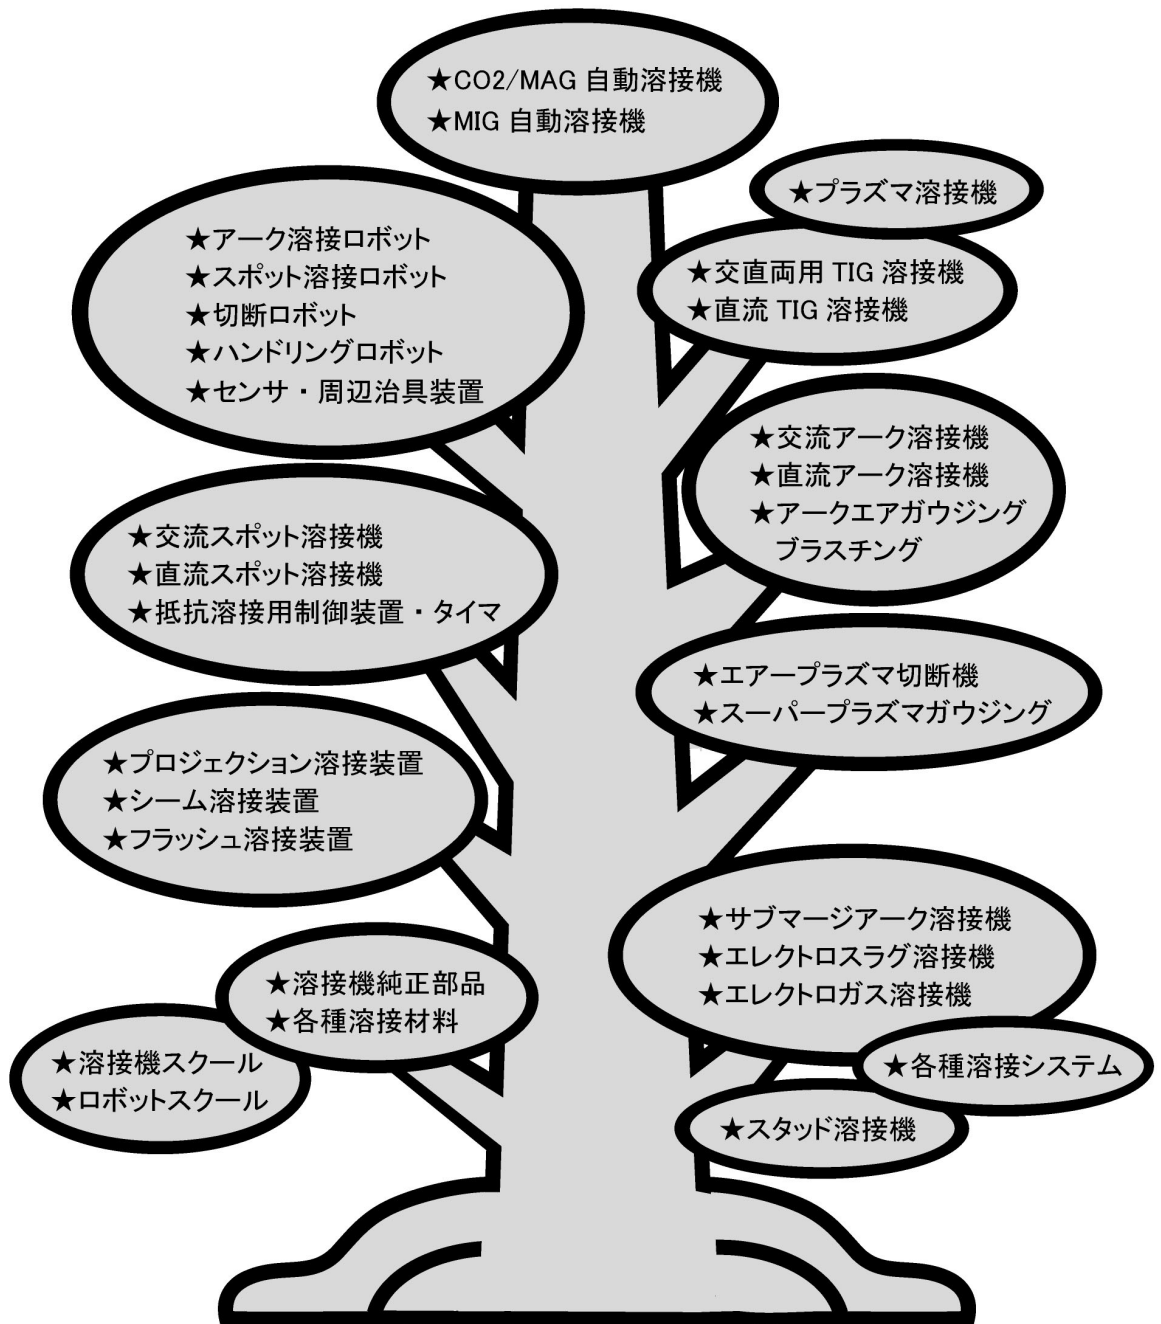 ★CO2/MAG 自動溶接機
★MIG 自動溶接機
★プラズマ溶接機
★アーク溶接ロボット
★スポット溶接ロボット
★切断ロボット
★ハンドリングロボット
★センサ・周辺治具装置
★交直両用 TIG 溶接機
★直流 TIG 溶接機
★交流アーク溶接機
★直流アーク溶接機
★アークエアガウジング
ブラスチング
★交流スポット溶接機
★直流スポット溶接機
★抵抗溶接用制御装置・タイマ
★エアープラズマ切断機
★スーパープラズマガウジング
★プロジェクション溶接装置
★シーム溶接装置
★フラッシュ溶接装置
★サブマージアーク溶接機
★エレクトロスラグ溶接機
★エレクトロガス溶接機
★溶接機純正部品
★各種溶接材料
★溶接機スクール
★ロボットスクール
★各種溶接システム
★スタッド溶接機